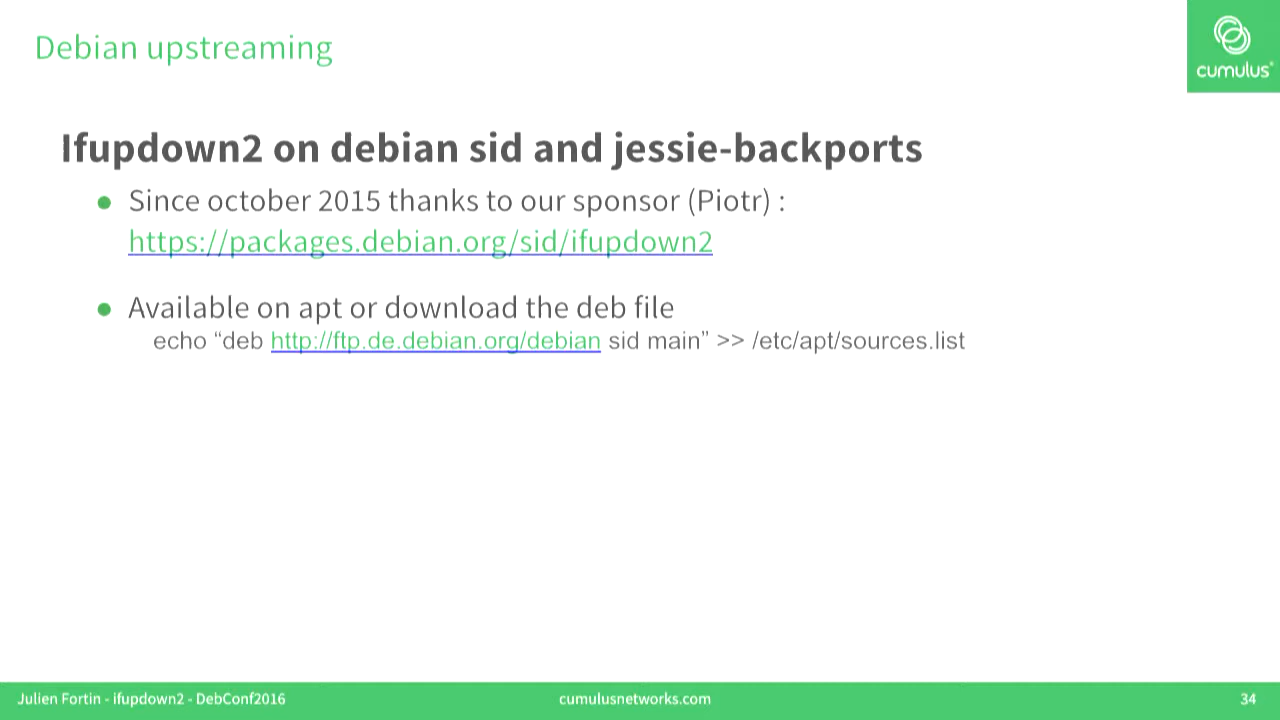 Debian upstreaming
cumulus
Ifupdown2 on debian sid and jessie-backports
● Since october 2015 thanks to our sponsor (Piotr) :
https://packages.debian.org/sid/ifupdown2
● Available on apt or download the deb file
echo “deb http://ftp.de.debian.org/debian sid main” >> /etc/apt/sources.list
Julien Fortin - ifupdown2 - DebConf2016
cumulusnetworks.com
34